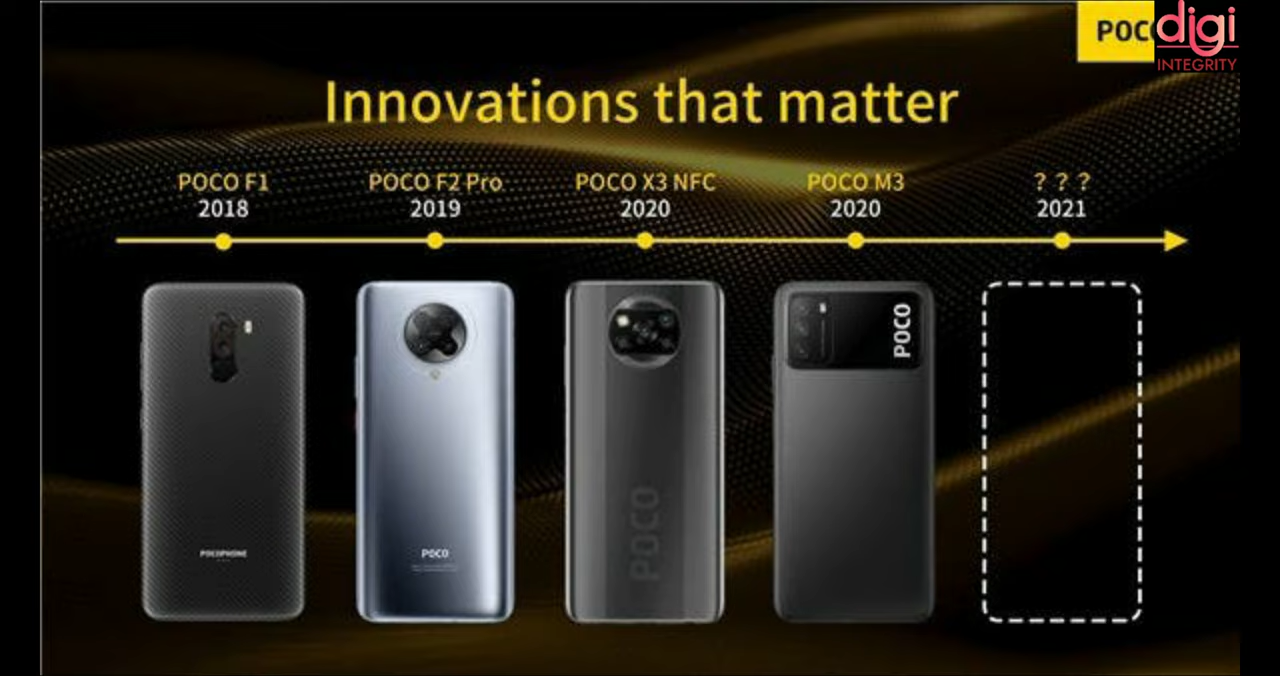 POCO
digi
INTEGRITY
Innovations that matter
POCO F1
2018
POCO F2 Pro
2019
POCO X3 NFC
2020
POCO M3
2020
? ? ?
2021
POCOPHONE
POCO
POCO
POCO